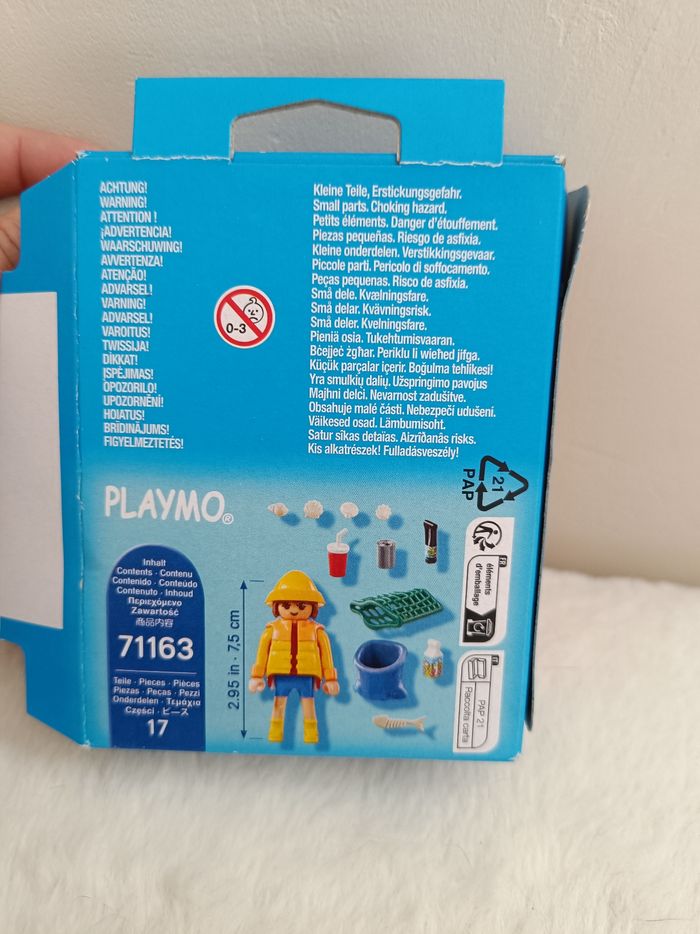 ACHTUNG!
WARNING!
ATTENTION !
¡ADVERTENCIA!
WAARSCHUWING!
AVVERTENZA!
ATENÇÃO!
ADVARSEL!
VARNING!
ADVARSEL!
VAROITUS!
TWISSIJA!
DİKKAT!
ĮSPĖJIMAS!
OPOZORILO!
UPOZORNĚNÍ!
HOIATUS!
BRĪDINĀJUMS!
FIGYELMEZTETÉS!
0-3
Kleine Teile, Erstickungsgefahr.
Small parts. Choking hazard.
Petits éléments. Danger d'étouffement.
Piezas pequeñas. Riesgo de asfixia.
Kleine onderdelen. Verstikkingsgevaar.
Piccole parti. Pericolo di soffocamento.
Peças pequenas. Risco de asfixia.
Små dele. Kvælningsfare.
Små delar. Kvävningsrisk.
Små deler. Kvelningsfare.
Pieniä osia. Tukehtumisvaaran.
Bċejjeċ żgħar. Periklu li wieħed jifga.
Küçük parçalar içerir. Boğulma tehlikesi!
Yra smulkių dalių. Užspringimo pavojus
Majhni delci. Nevarnost zadušitve.
Obsahuje malé části. Nebezpečí udušení.
Väikesed osad. Lämbumisoht.
Satur sīkas detaļas. Aizrīšanās risks.
Kis alkatrészek! Fulladásveszély!
21
PAP
PLAYMO®
Inhalt
Contents · Contenu
Contenido · Conteúdo
Contenuto · Inhoud
Περιεχόμενο
Zawartość
商品内容
71163
Teile · Pieces · Pièces
Piezas · Peças · Pezzi
Onderdelen · Τεμάχια
Części · ピース
17
2.95 in · 7,5 cm
FR
éléments
d'emballage
IT
PAP 21
Raccolta carta